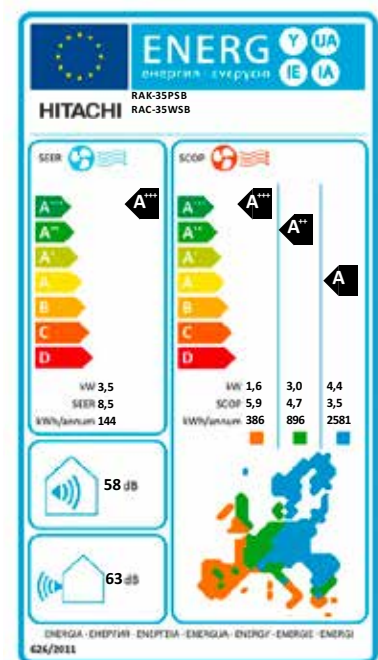 ENERG Y UA
енергия · ενεργεια IE IA
HITACHI RAK-35PSB
RAC-35WSB
SEER
A+++
A+++
A++
A+
A
B
C
D
kW 3,5
SEER 8,5
kWh/annum 144
SCOP
A+++
A++
A
A+++
A++
A+
A
B
C
D
kW 1,6 3,0 4,4
SCOP 5,9 4,7 3,5
kWh/annum 386 896 2581
58 dB
63 dB
ENERGIA · ЕНЕРГИЯ · ΕΝΕΡΓΕΙΑ · ENERGIJA · ENERGY · ENERGIE · ENERGI
626/2011